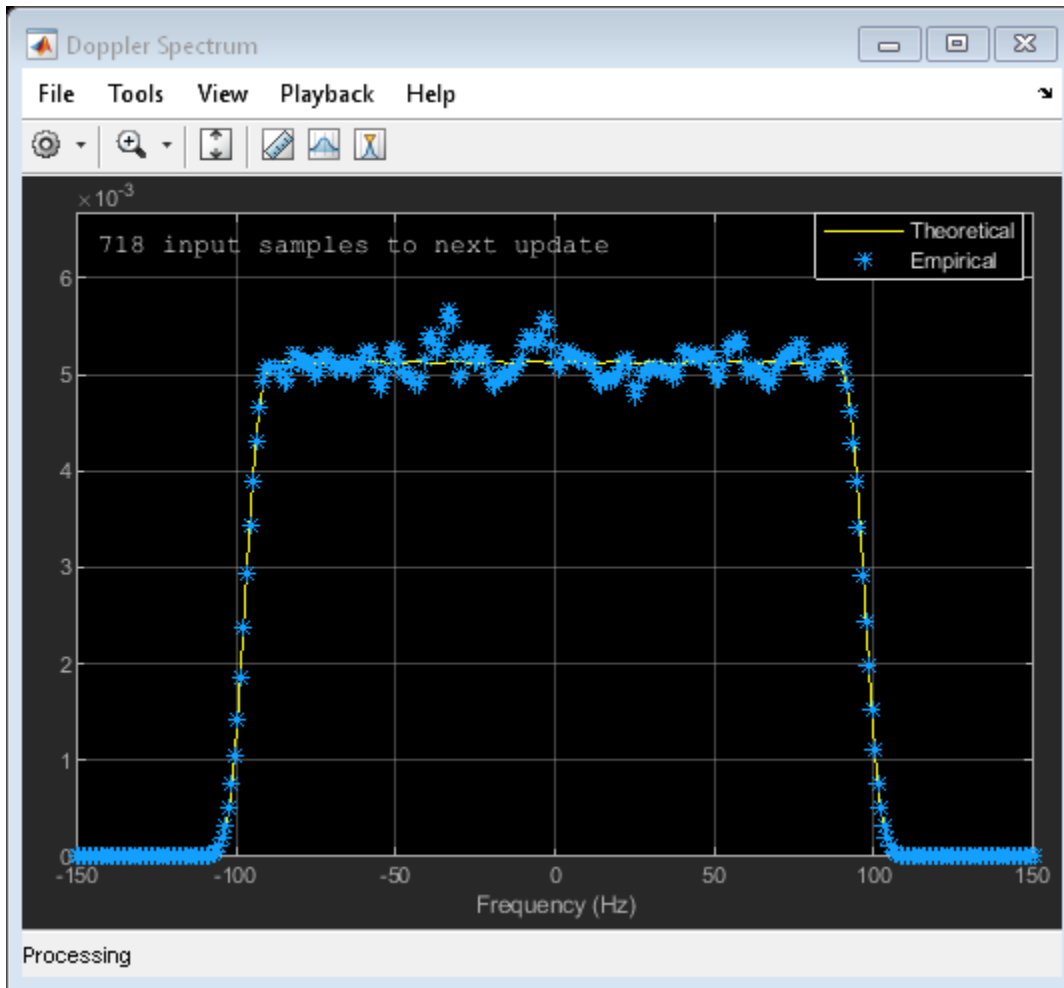 Doppler Spectrum
File Tools View Playback Help
×10-3
718 input samples to next update
Theoretical
Empirical
6
5
4
3
2
1
0
-150 -100 -50 0 50 100 150
Frequency (Hz)
Processing